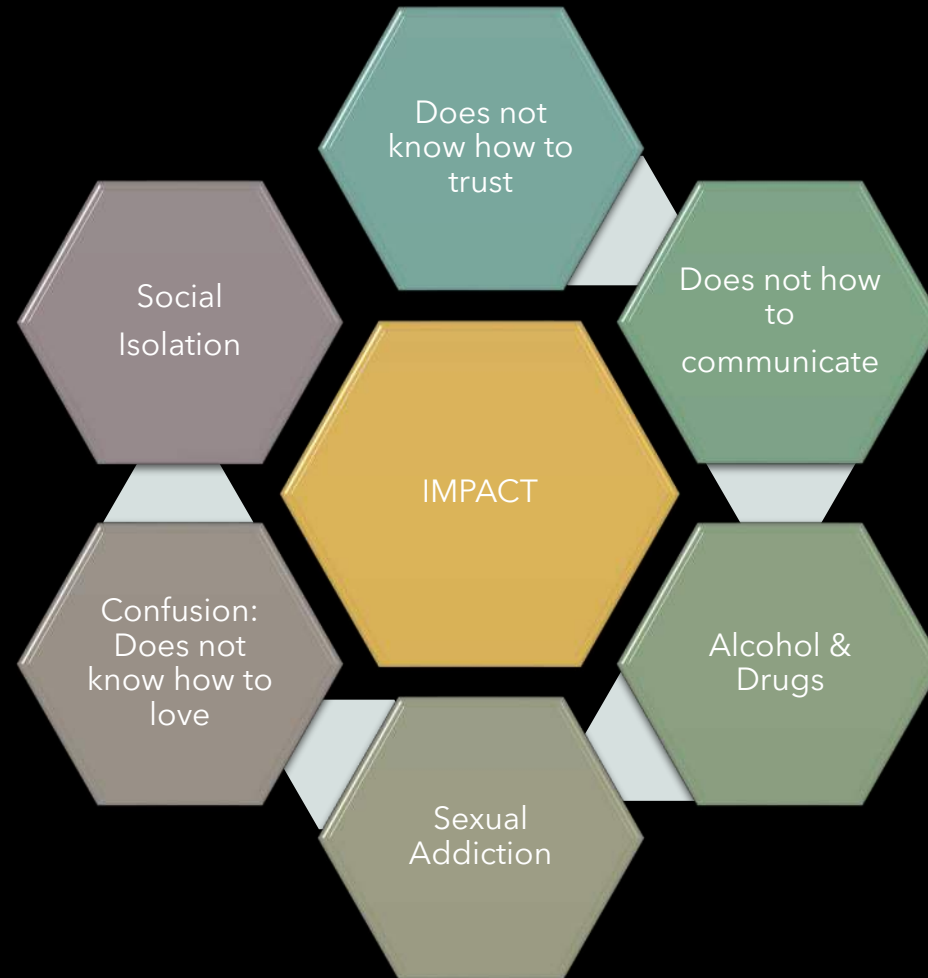 Does not
know how to
trust
Does not how
to
communicate
Alcohol &
Drugs
Sexual
Addiction
Confusion:
Does not
know how to
love
Social
Isolation
IMPACT